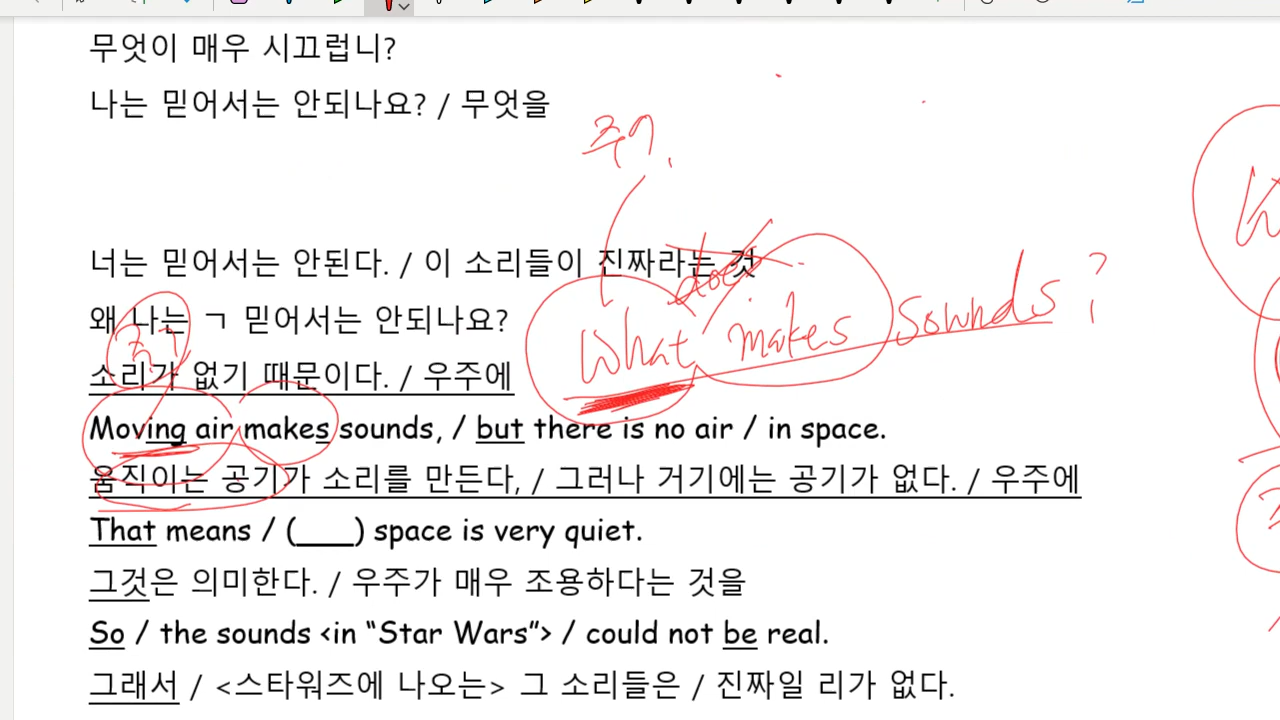 무엇이 매우 시끄럽니?
나는 믿어서는 안되나요? / 무엇을
주어.
너는 믿어서는 안된다. / 이 소리들이 진짜라는 것
does
왜 나는 ㄱ 믿어서는 안되나요?
What makes sounds?
주어
소리가 없기 때문이다. / 우주에
Moving air makes sounds, / but there is no air / in space.
움직이는 공기가 소리를 만든다, / 그러나 거기에는 공기가 없다. / 우주에
That means / (___) space is very quiet.
그것은 의미한다. / 우주가 매우 조용하다는 것을
So / the sounds <in “Star Wars”> / could not be real.
그래서 / <스타워즈에 나오는> 그 소리들은 / 진짜일 리가 없다.